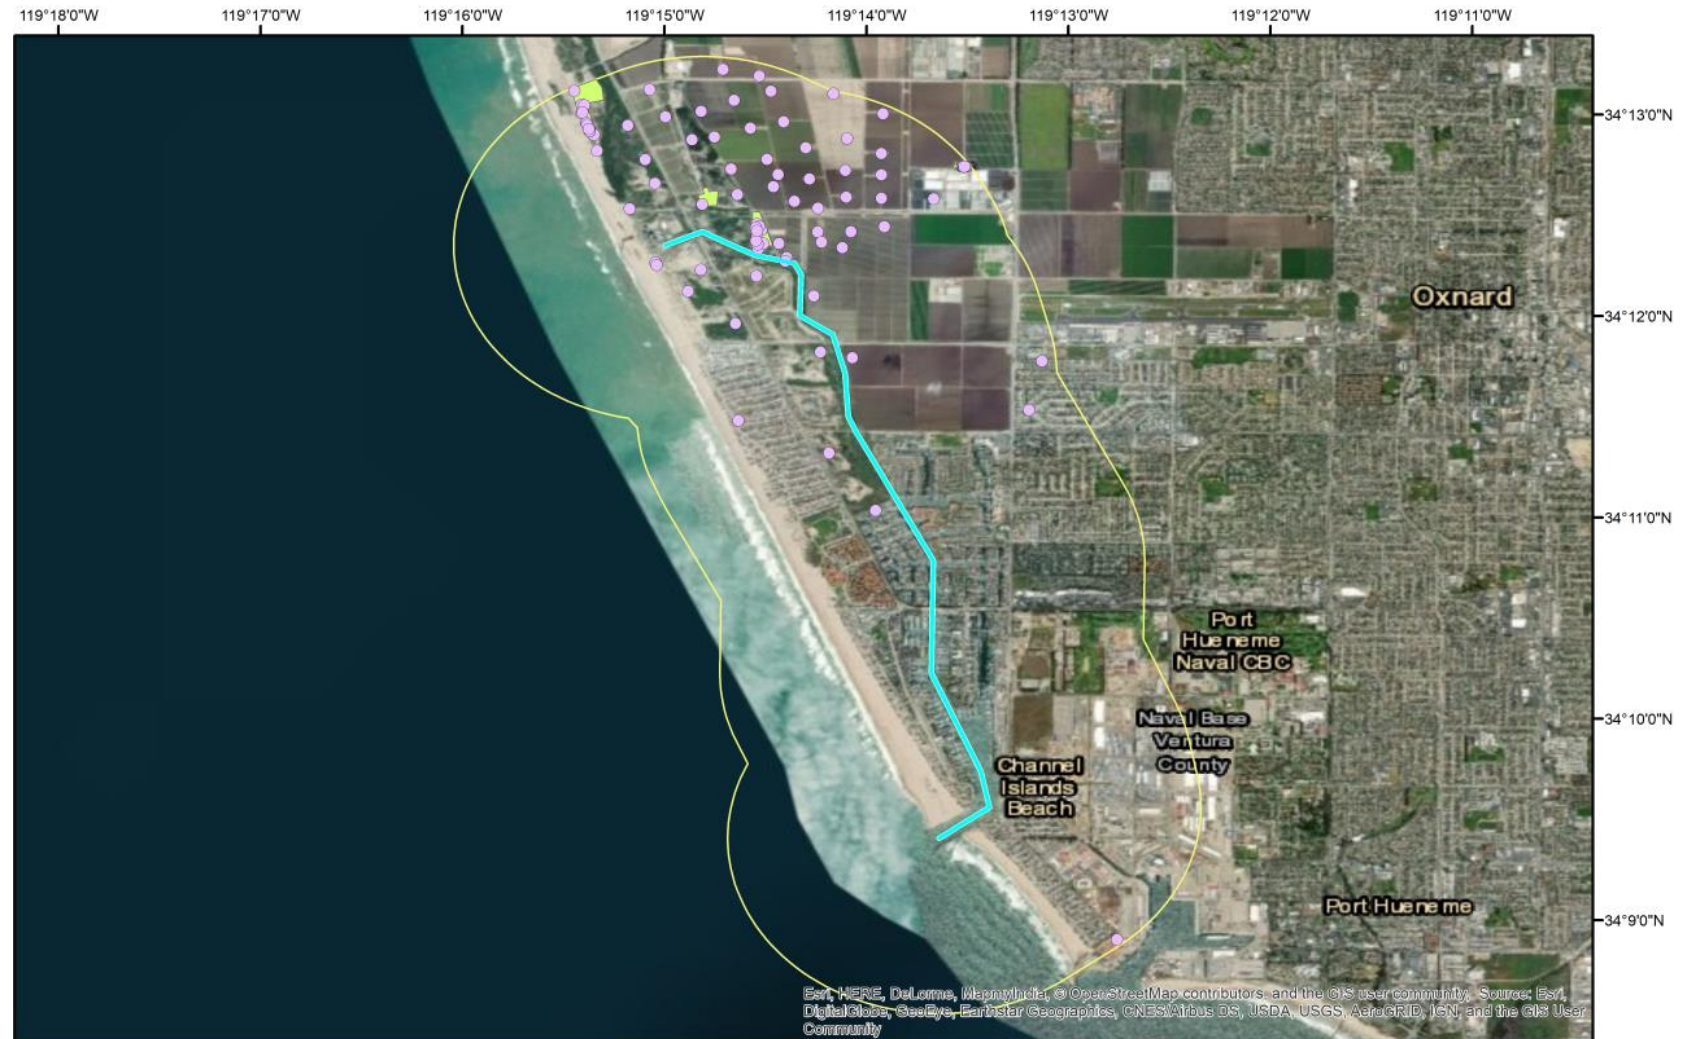 119°18'0"W 119°17'0"W 119°16'0"W 119°15'0"W 119°14'0"W 119°13'0"W 119°12'0"W 119°11'0"W
34°13'0"N
Oxnard
34°12'0"N
34°11'0"N
Port
Hueneme
Naval CBC
Naval Base
Ventura
County
34°10'0"N
Channel
Islands
Beach
Port Hueneme
34°9'0"N
Esri, HERE, DeLorme, MapmyIndia, © OpenStreetMap contributors, and the GIS user community, Source: Esri,
DigitalGlobe, GeoEye, Earthstar Geographics, CNES/Airbus DS, USDA, USGS, AeroGRID, IGN, and the GIS User
Community